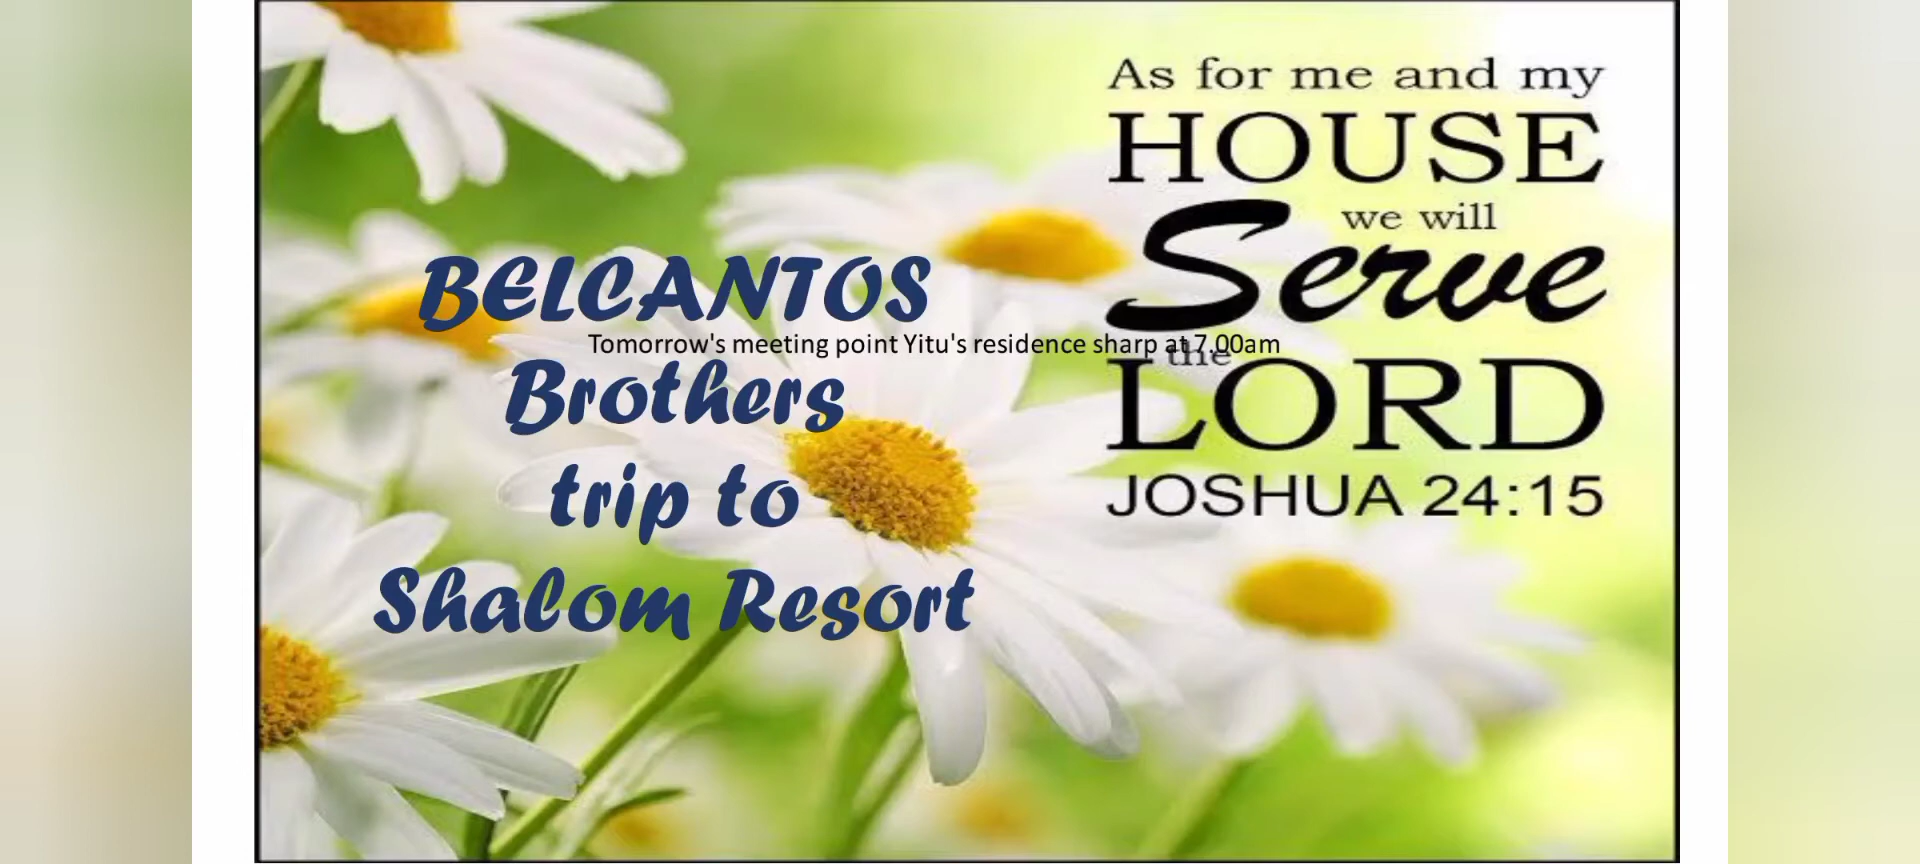 As for me and my
HOUSE
we will
Serve
the
LORD
JOSHUA 24:15
BELCANTOS
Tomorrow's meeting point Yitu's residence sharp at 7.00am
Brothers
trip to
Shalom Resort